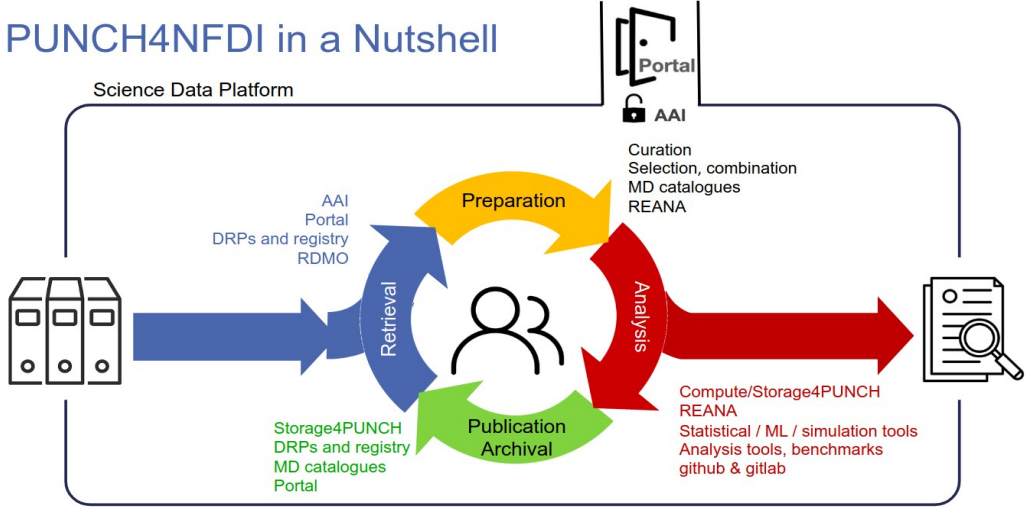 PUNCH4NFDI in a Nutshell
Science Data Platform
Portal
AAI
Curation
Selection, combination
MD catalogues
REANA
AAI
Portal
DRPs and registry
RDMO
Preparation
Retrieval
Analysis
Publication
Archival
Storage4PUNCH
DRPs and registry
MD catalogues
Portal
Compute/Storage4PUNCH
REANA
Statistical / ML / simulation tools
Analysis tools, benchmarks
github & gitlab